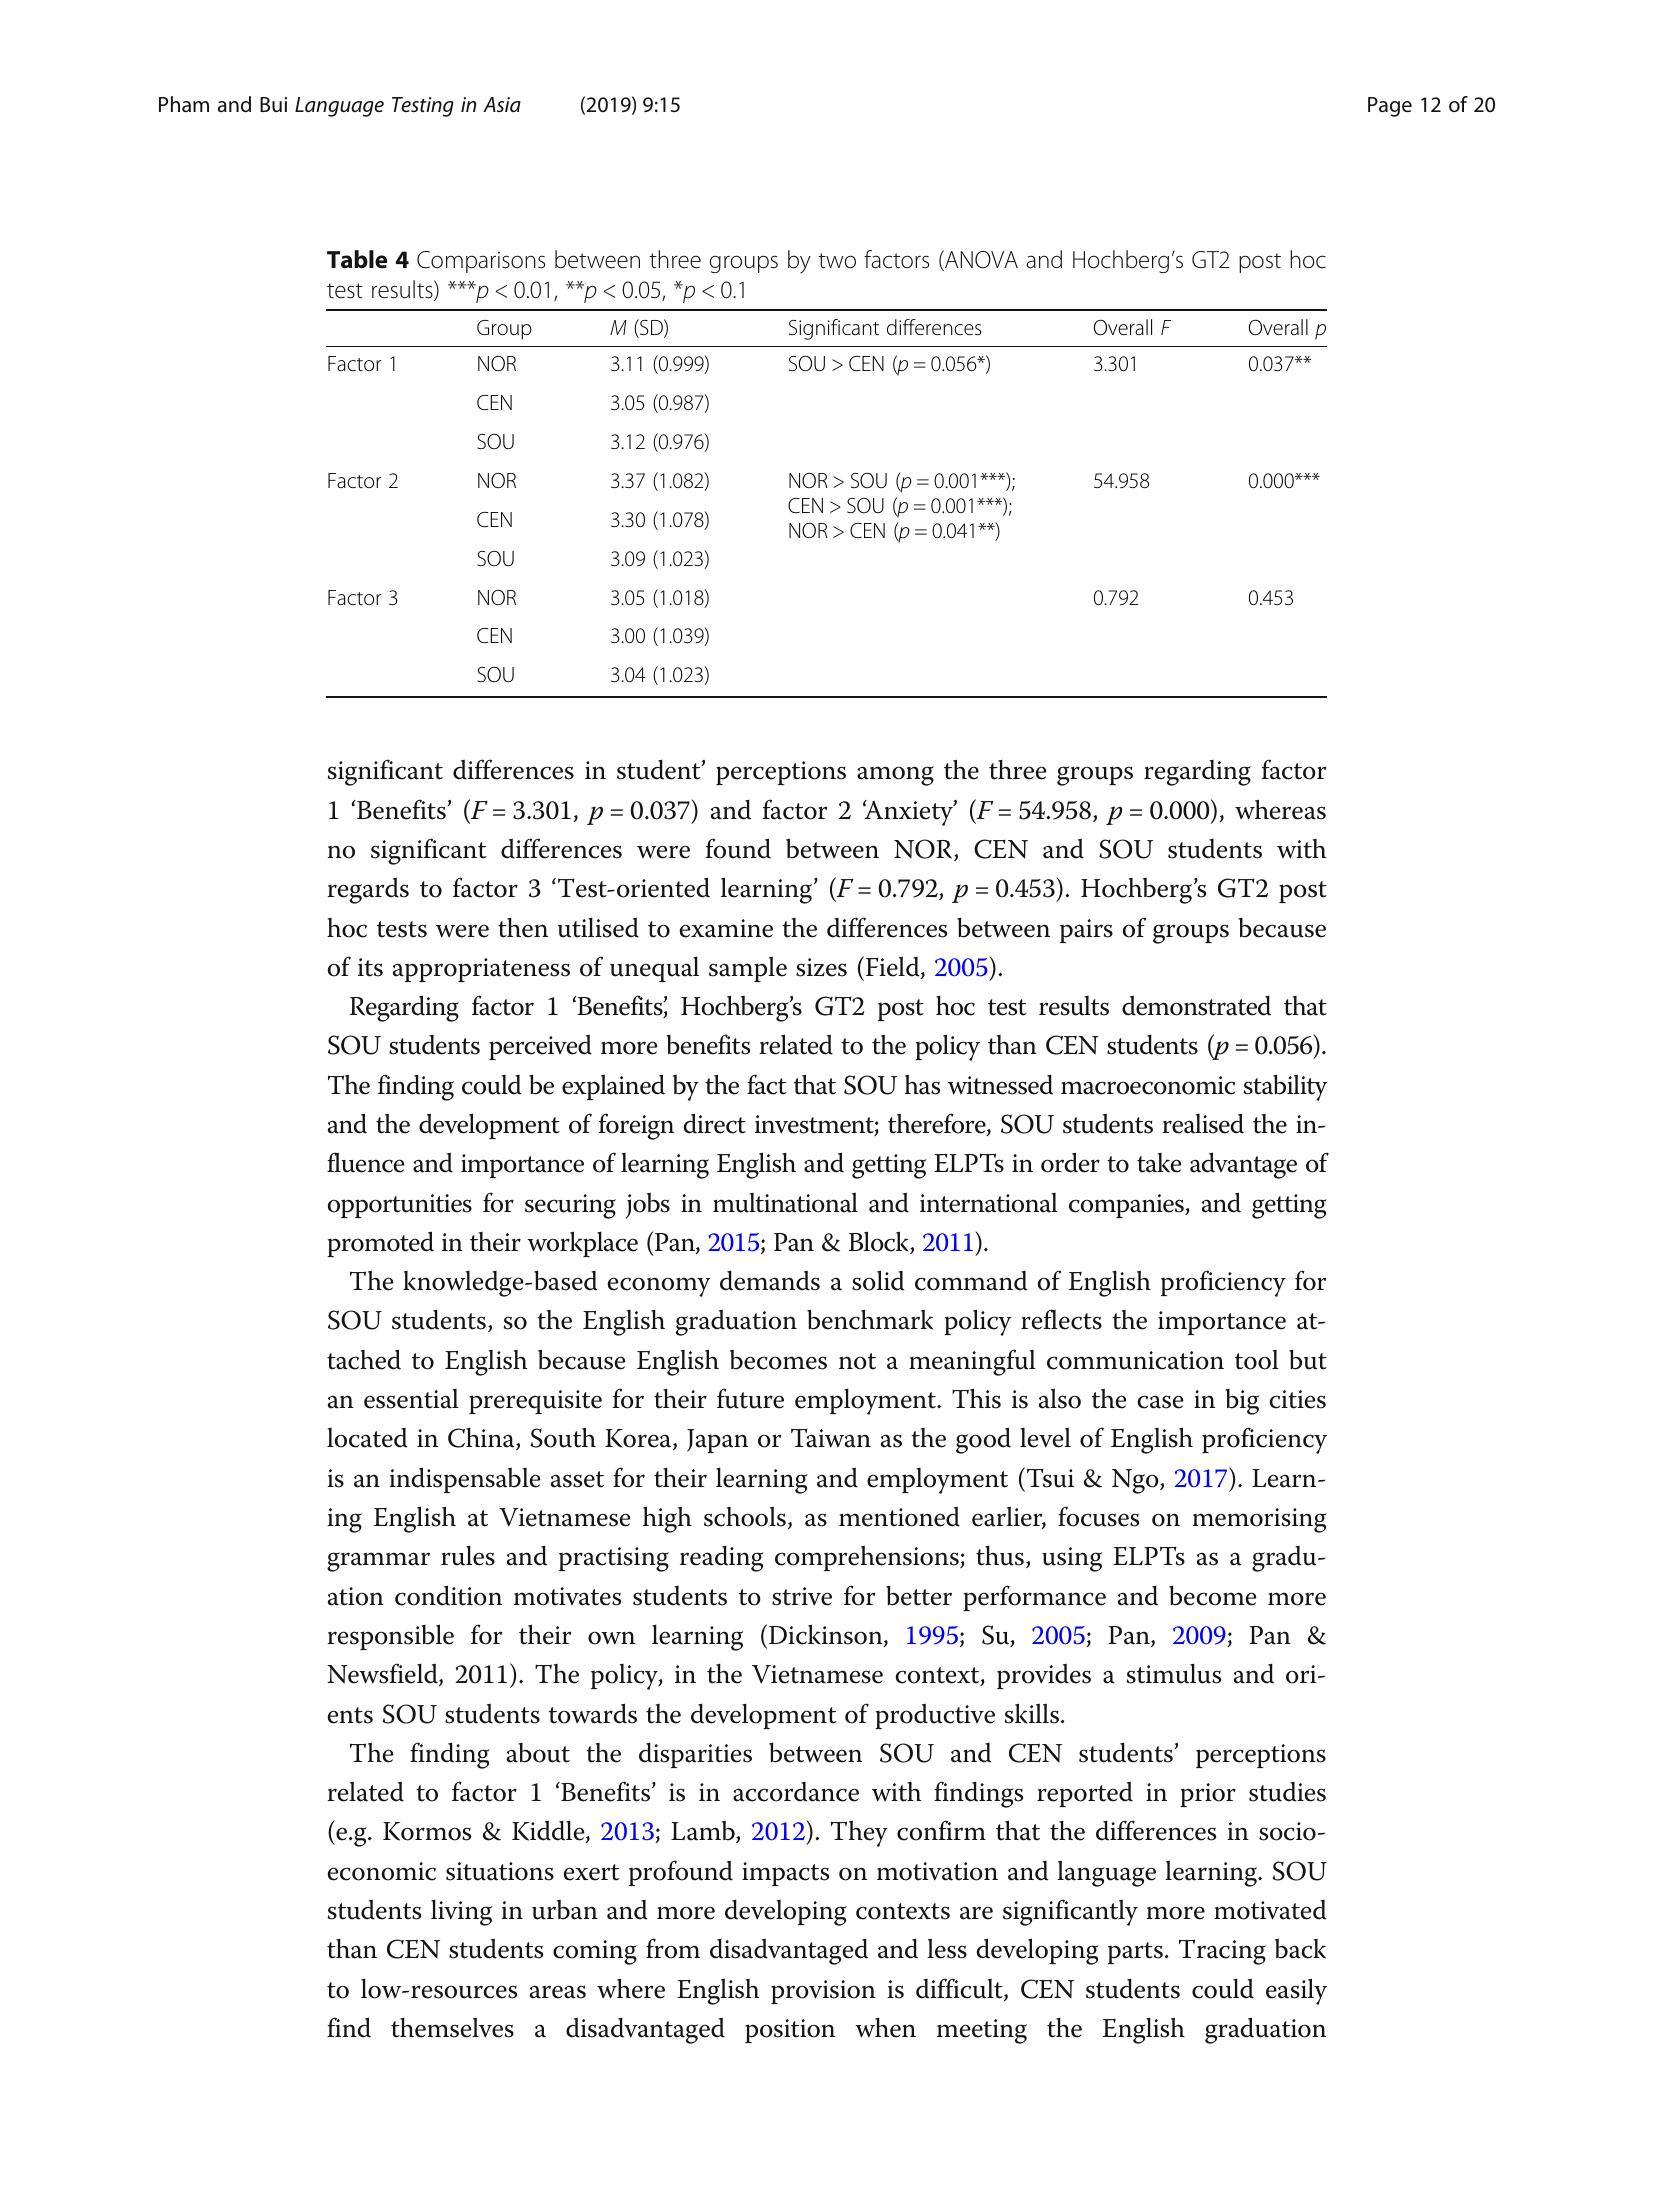 Pham and Bui Language Testing in Asia (2019) 9:15 Page 12 of 20
Table 4 Comparisons between three groups by two factors (ANOVA and Hochberg's GT2 post hoc
test results) ***p < 0.01, **p < 0.05, *p < 0.1
Group M (SD) Significant differences Overall F Overall p
Factor 1 NOR 3.11 (0.999) SOU > CEN (p = 0.056*) 3.301 0.037**
CEN 3.05 (0.987)
SOU 3.12 (0.976)
Factor 2 NOR 3.37 (1.082) NOR > SOU (p = 0.001***); 54.958 0.000***
CEN > SOU (p = 0.001***);
CEN 3.30 (1.078)
NOR > CEN (p = 0.041**)
SOU 3.09 (1.023)
Factor 3 NOR 3.05 (1.018) 0.792 0.453
CEN 3.00 (1.039)
SOU 3.04 (1.023)
significant differences in student' perceptions among the three groups regarding factor
1 'Benefits' (F = 3.301, p = 0.037) and factor 2 'Anxiety' (F = 54.958, p = 0.000), whereas
no significant differences were found between NOR, CEN and SOU students with
regards to factor 3 'Test-oriented learning' (F = 0.792, p = 0.453). Hochberg's GT2 post
hoc tests were then utilised to examine the differences between pairs of groups because
of its appropriateness of unequal sample sizes (Field, 2005).
Regarding factor 1 'Benefits', Hochberg's GT2 post hoc test results demonstrated that
SOU students perceived more benefits related to the policy than CEN students (p = 0.056).
The finding could be explained by the fact that SOU has witnessed macroeconomic stability
and the development of foreign direct investment; therefore, SOU students realised the in-
fluence and importance of learning English and getting ELPTs in order to take advantage of
opportunities for securing jobs in multinational and international companies, and getting
promoted in their workplace (Pan, 2015; Pan & Block, 2011).
The knowledge-based economy demands a solid command of English proficiency for
SOU students, so the English graduation benchmark policy reflects the importance at-
tached to English because English becomes not a meaningful communication tool but
an essential prerequisite for their future employment. This is also the case in big cities
located in China, South Korea, Japan or Taiwan as the good level of English proficiency
is an indispensable asset for their learning and employment (Tsui & Ngo, 2017). Learn-
ing English at Vietnamese high schools, as mentioned earlier, focuses on memorising
grammar rules and practising reading comprehensions; thus, using ELPTs as a gradu-
ation condition motivates students to strive for better performance and become more
responsible for their own learning (Dickinson, 1995; Su, 2005; Pan, 2009; Pan &
Newsfield, 2011). The policy, in the Vietnamese context, provides a stimulus and ori-
ents SOU students towards the development of productive skills.
The finding about the disparities between SOU and CEN students' perceptions
related to factor 1 'Benefits' is in accordance with findings reported in prior studies
(e.g. Kormos & Kiddle, 2013; Lamb, 2012). They confirm that the differences in socio-
economic situations exert profound impacts on motivation and language learning. SOU
students living in urban and more developing contexts are significantly more motivated
than CEN students coming from disadvantaged and less developing parts. Tracing back
to low-resources areas where English provision is difficult, CEN students could easily
find themselves a disadvantaged position when meeting the English graduation